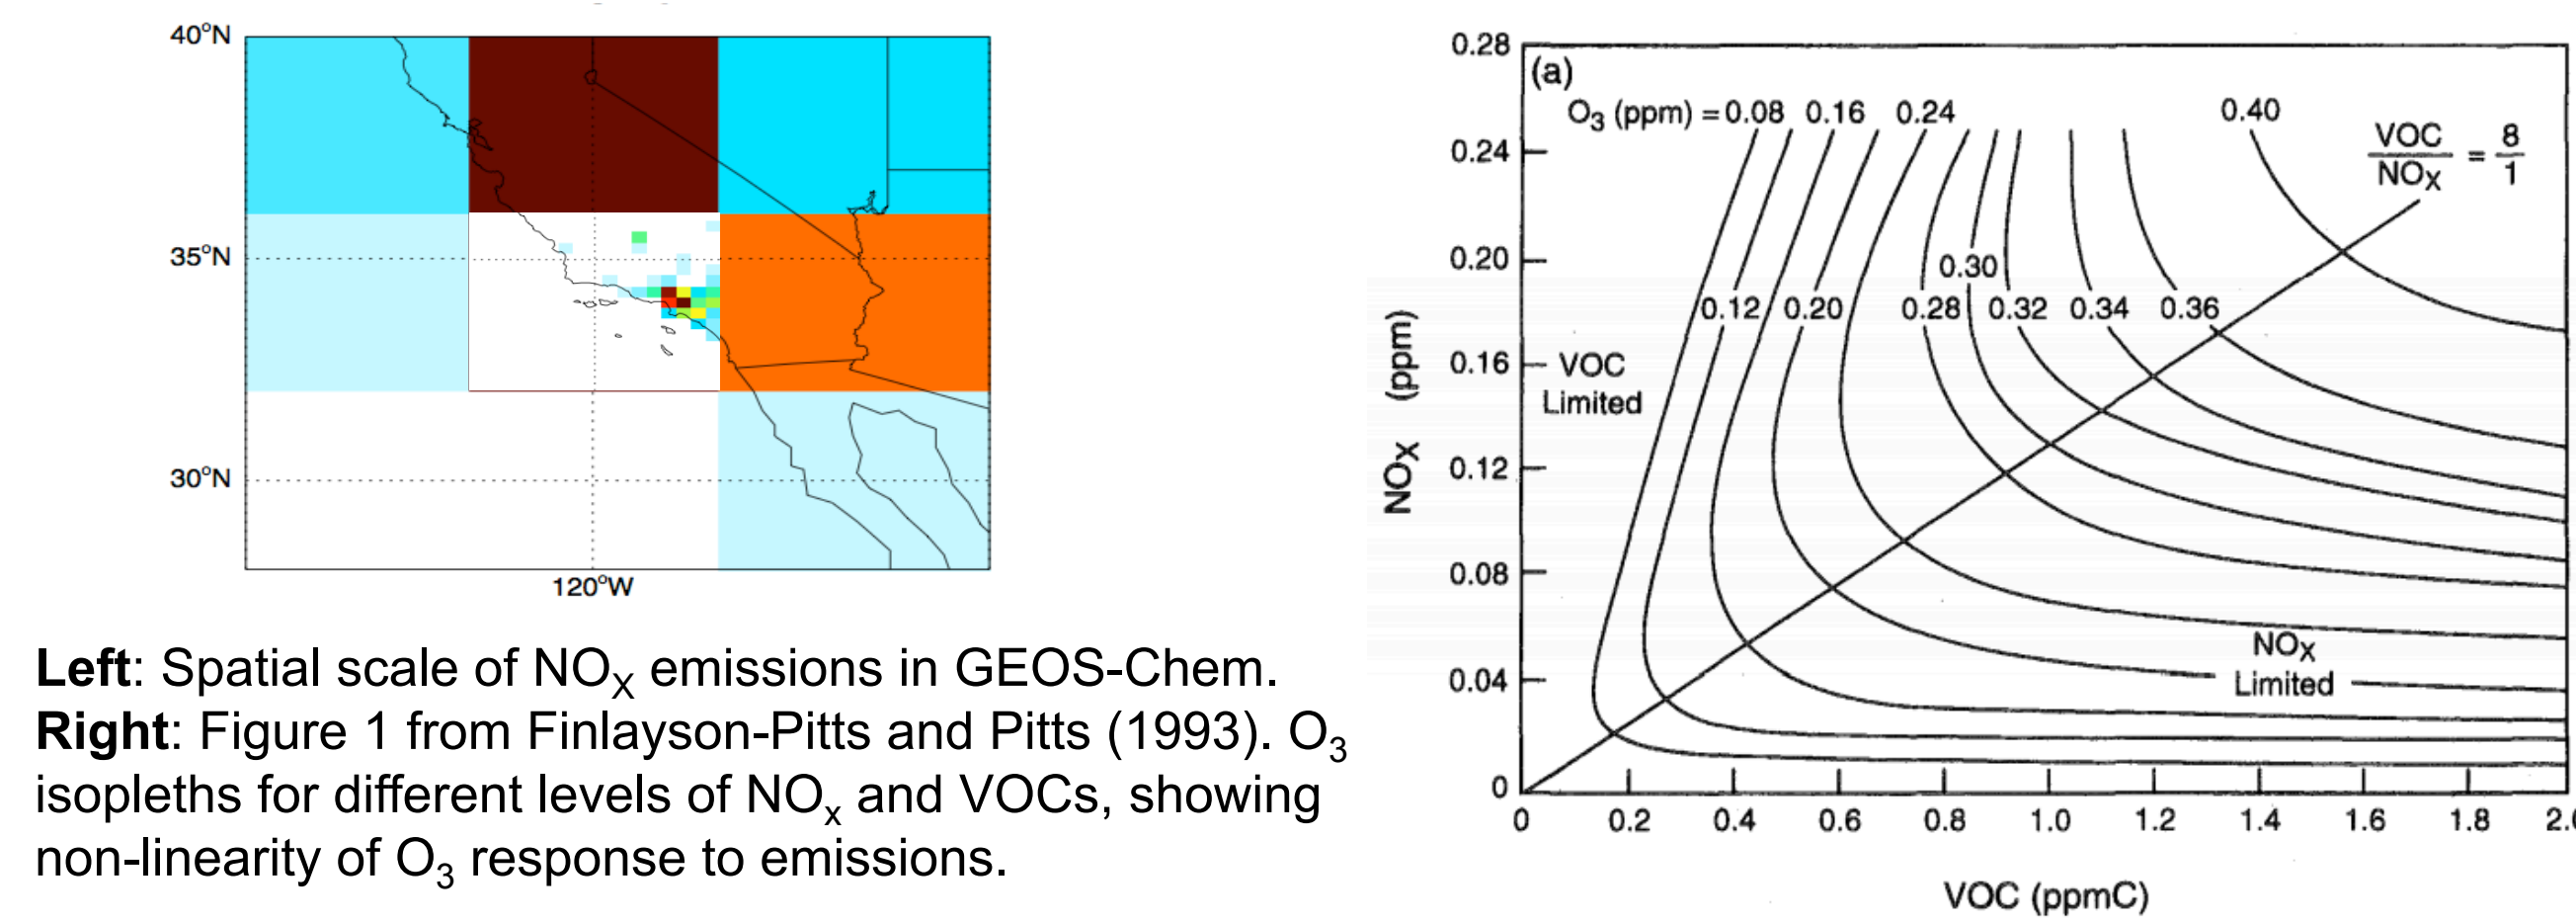 40°N
35°N
30°N
120°W
Left: Spatial scale of NOX emissions in GEOS-Chem.
Right: Figure 1 from Finlayson-Pitts and Pitts (1993). O3
isopleths for different levels of NOx and VOCs, showing
non-linearity of O3 response to emissions.
0.28
(a)
O3 (ppm) = 0.08 0.16 0.24
0.40
VOC
NOX
= 8
1
0.24
0.20
0.30
0.12 0.20 0.28 0.32 0.34 0.36
0.16
VOC
Limited
NOX (ppm)
0.12
0.08
NOX
Limited
0.04
0
0 0.2 0.4 0.6 0.8 1.0 1.2 1.4 1.6 1.8
VOC (ppmC)